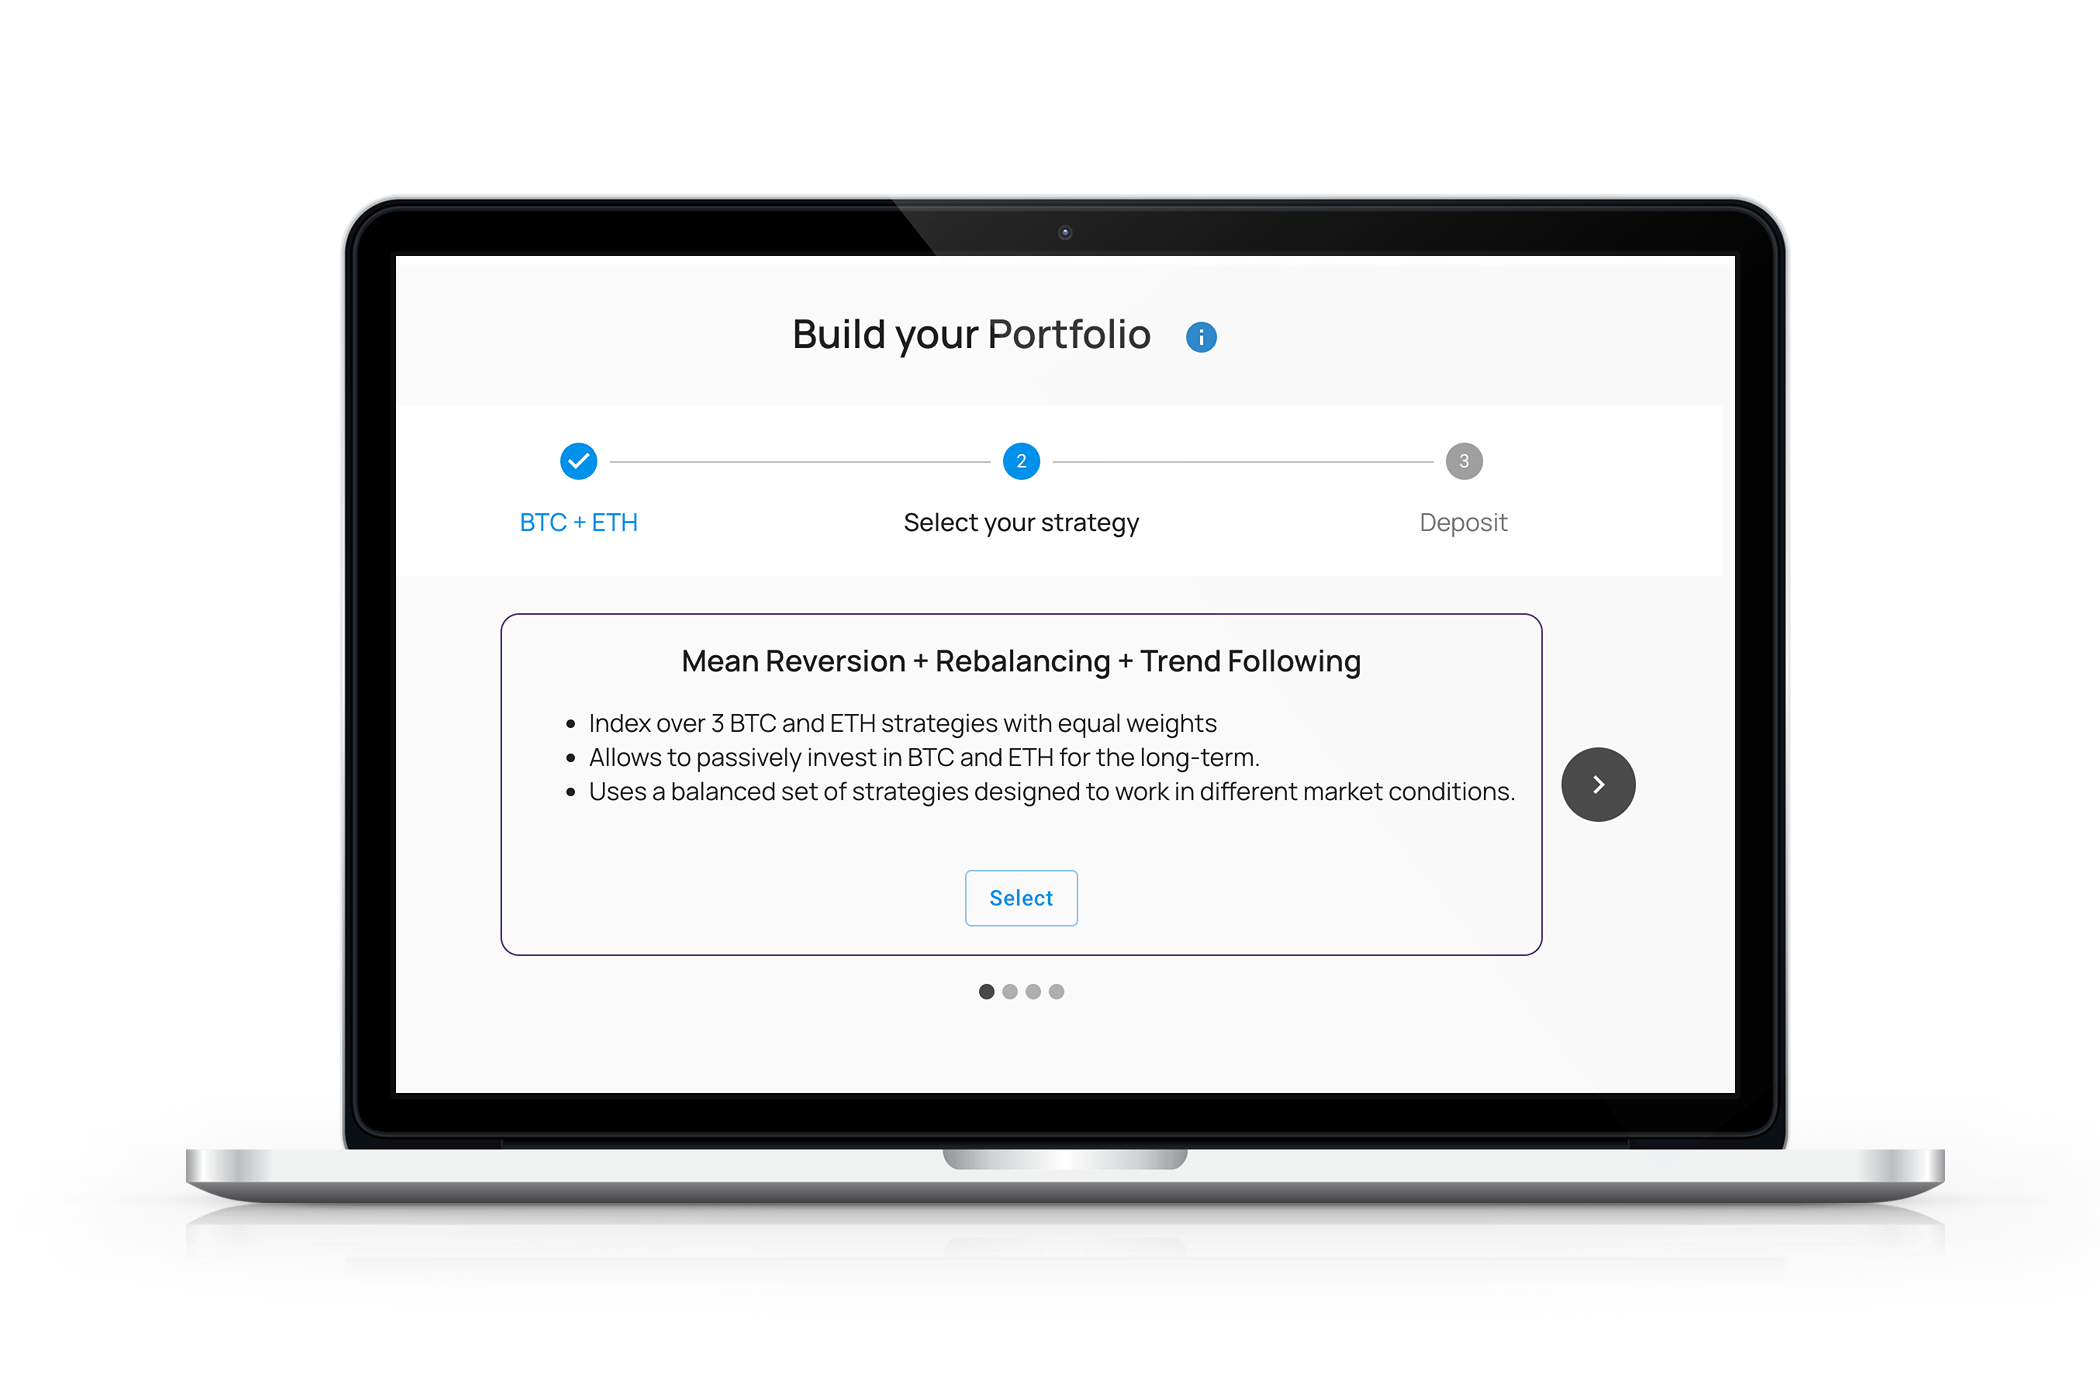 Build your Portfolio
i
2
3
BTC + ETH
Select your strategy
Deposit
Mean Reversion + Rebalancing + Trend Following
• Index over 3 BTC and ETH strategies with equal weights
• Allows to passively invest in BTC and ETH for the long-term.
• Uses a balanced set of strategies designed to work in different market conditions.
Select